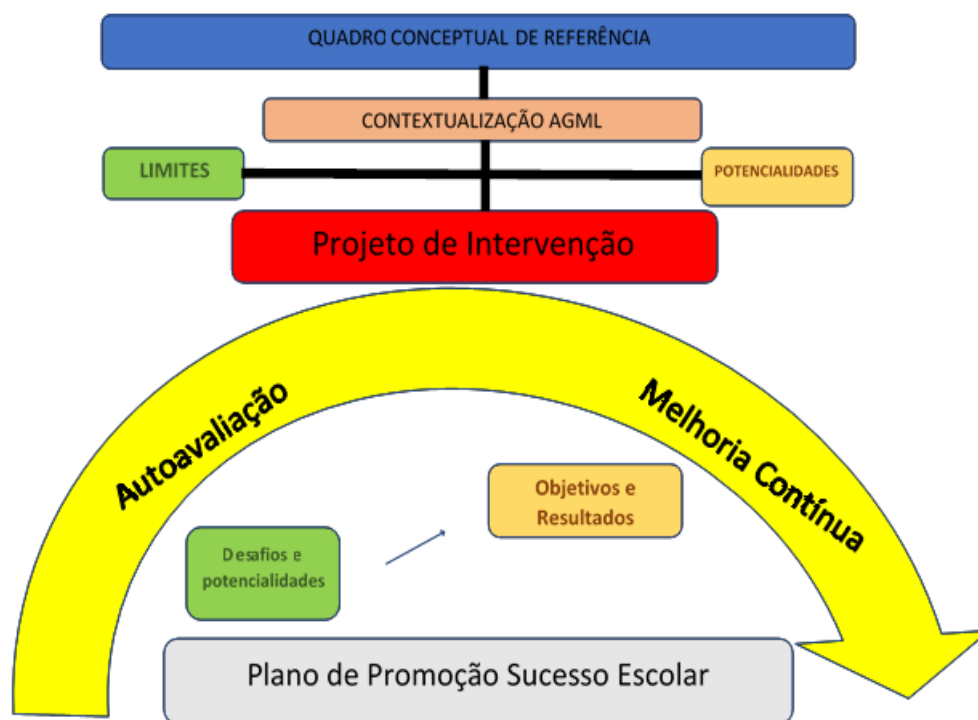 QUADRO CONCEPTUAL DE REFERÊNCIA
CONTEXTUALIZAÇÃO AGML
LIMITES
POTENCIALIDADES
Projeto de Intervenção
Autoavaliação
Melhoria Contínua
Objetivos e
Resultados
Desafios e
potencialidades
Plano de Promoção Sucesso Escolar